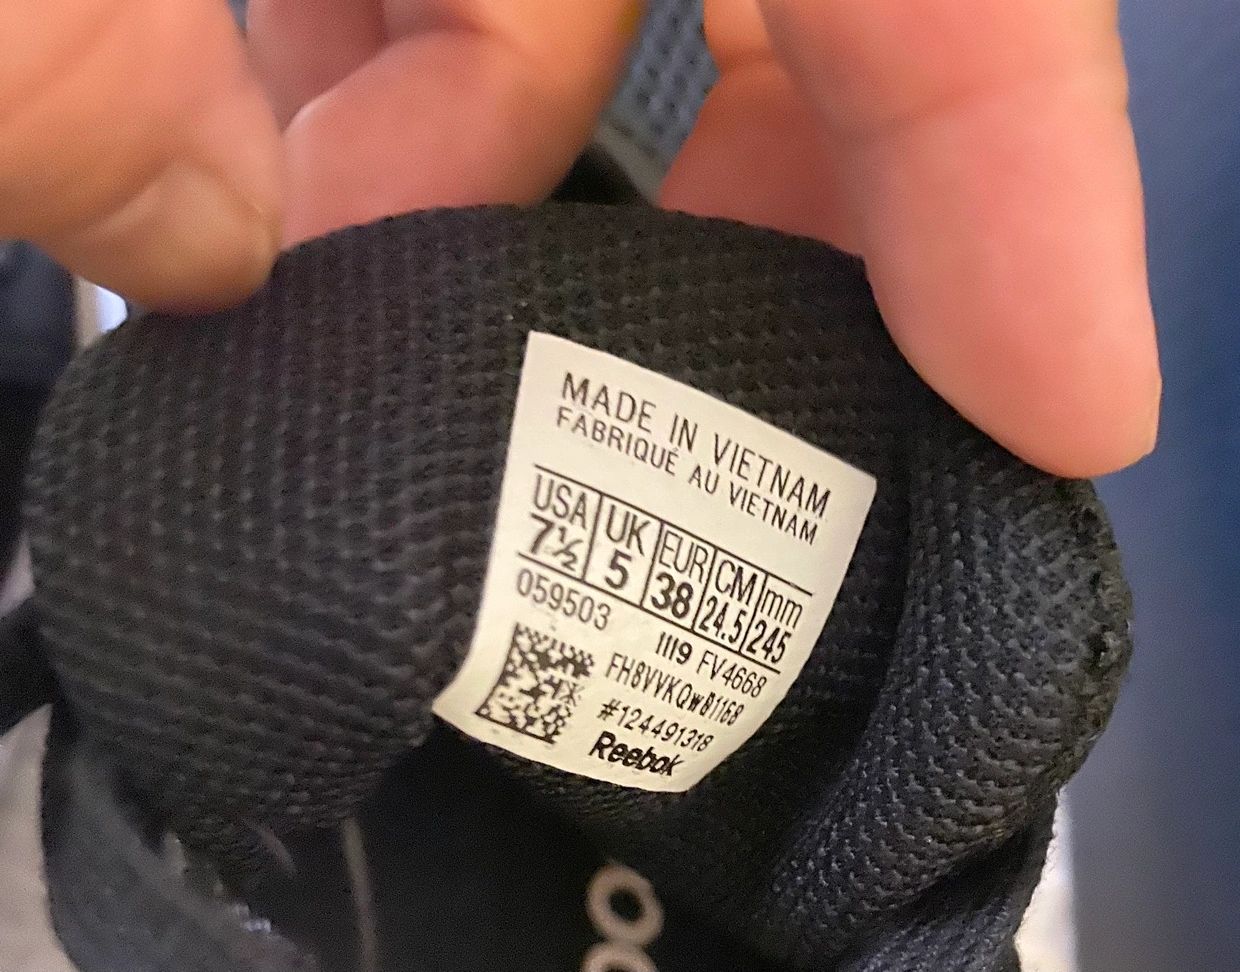 MADE IN VIETNAM
FABRIQUÉ AU VIETNAM
USA UK EUR CM mm
7½ 5 38 24.5 245
059503
1119 FV4668
FH8VVKQW01168
#124491318
Reebok